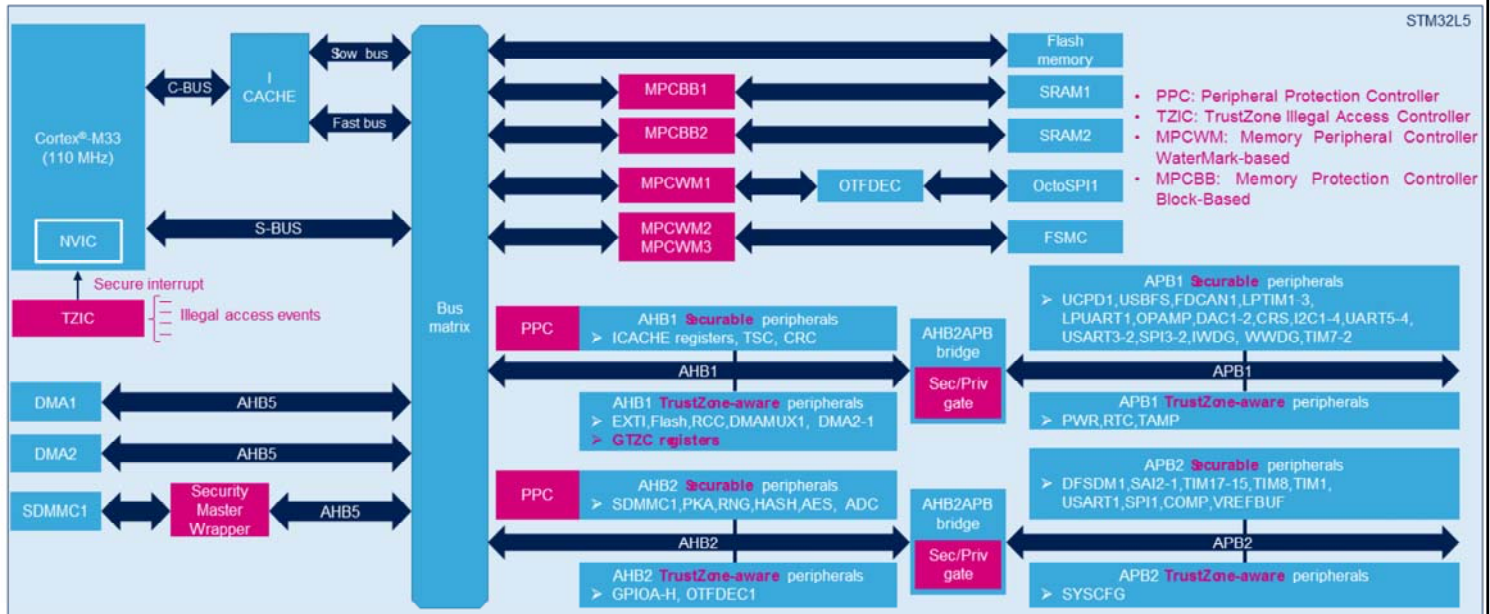 STM32L5
Cortex®-M33
(110 MHz)
NVIC
C-BUS
I
CACHE
Slow bus
Fast bus
S-BUS
Secure interrupt
TZIC
Illegal access events
DMA1
AHB5
DMA2
AHB5
SDMMC1
Security
Master
Wrapper
AHB5
Bus
matrix
Flash
memory
MPCBB1
SRAM1
MPCBB2
SRAM2
MPCWM1
OTFDEC
OctoSPI1
MPCWM2
MPCWM3
FSMC
• PPC: Peripheral Protection Controller
• TZIC: TrustZone Illegal Access Controller
• MPCWM: Memory Peripheral Controller
WaterMark-based
• MPCBB: Memory Protection Controller
Block-Based
PPC
AHB1 Securable peripherals
➢ ICACHE registers, TSC, CRC
AHB1
AHB1 TrustZone-aware peripherals
➢ EXTI,Flash,RCC,DMAMUX1, DMA2-1
➢ GTZC registers
AHB2APB
bridge
Sec/Priv
gate
APB1 Securable peripherals
➢ UCPD1,USBFS,FDCAN1,LPTIM1-3,
LPUART1,OPAMP,DAC1-2,CRS,I2C1-4,UART5-4,
USART3-2,SPI3-2,IWDG, WWDG,TIM7-2
APB1
APB1 TrustZone-aware peripherals
➢ PWR,RTC,TAMP
PPC
AHB2 Securable peripherals
➢ SDMMC1,PKA,RNG,HASH,AES, ADC
AHB2
AHB2 TrustZone-aware peripherals
➢ GPIOA-H, OTFDEC1
AHB2APB
bridge
Sec/Priv
gate
APB2 Securable peripherals
➢ DFSDM1,SAI2-1,TIM17-15,TIM8,TIM1,
USART1,SPI1,COMP,VREFBUF
APB2
APB2 TrustZone-aware peripherals
➢ SYSCFG